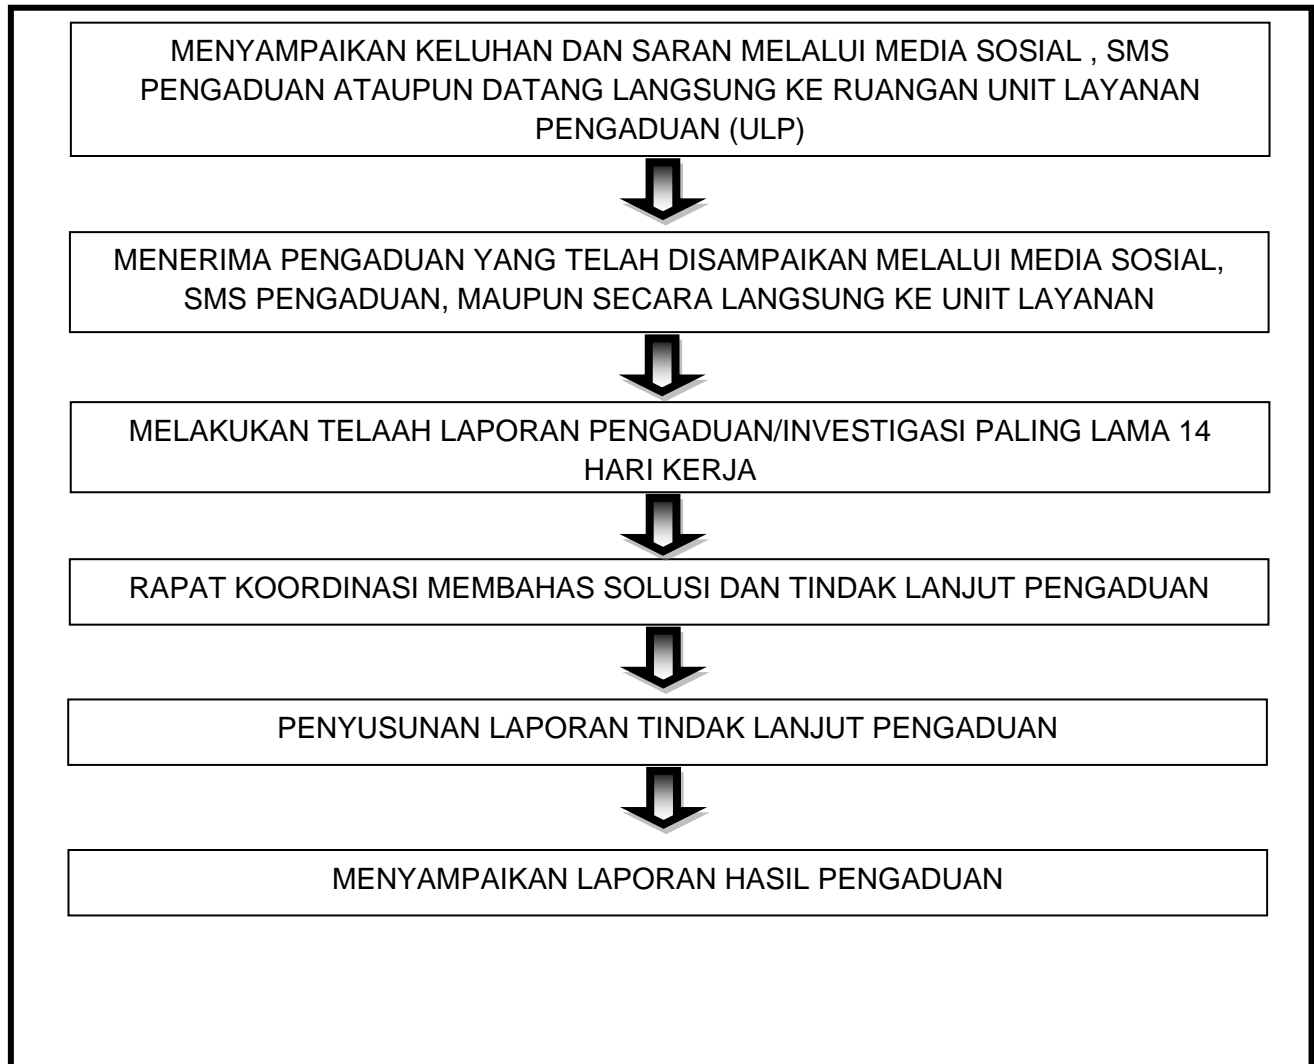 MENYAMPAIKAN KELUHAN DAN SARAN MELALUI MEDIA SOSIAL , SMS
PENGADUAN ATAUPUN DATANG LANGSUNG KE RUANGAN UNIT LAYANAN
PENGADUAN (ULP)
MENERIMA PENGADUAN YANG TELAH DISAMPAIKAN MELALUI MEDIA SOSIAL,
SMS PENGADUAN, MAUPUN SECARA LANGSUNG KE UNIT LAYANAN
MELAKUKAN TELAAH LAPORAN PENGADUAN/INVESTIGASI PALING LAMA 14
HARI KERJA
RAPAT KOORDINASI MEMBAHAS SOLUSI DAN TINDAK LANJUT PENGADUAN
PENYUSUNAN LAPORAN TINDAK LANJUT PENGADUAN
MENYAMPAIKAN LAPORAN HASIL PENGADUAN